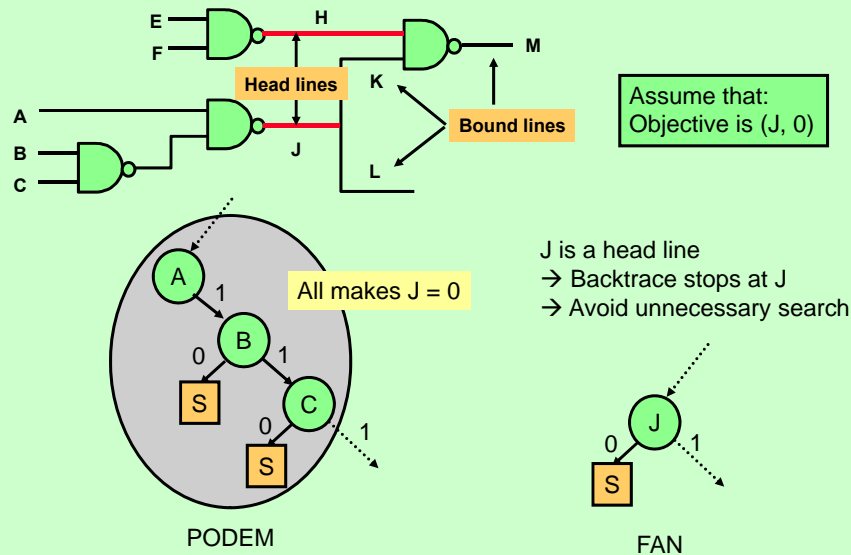 E
H
F
M
Head lines
K
A
Bound lines
Assume that:
Objective is (J, 0)
B
J
C
L
A
1
All makes J = 0
J is a head line
→ Backtrace stops at J
→ Avoid unnecessary search
B
0
1
S
C
0
1
S
J
0
1
S
PODEM
FAN